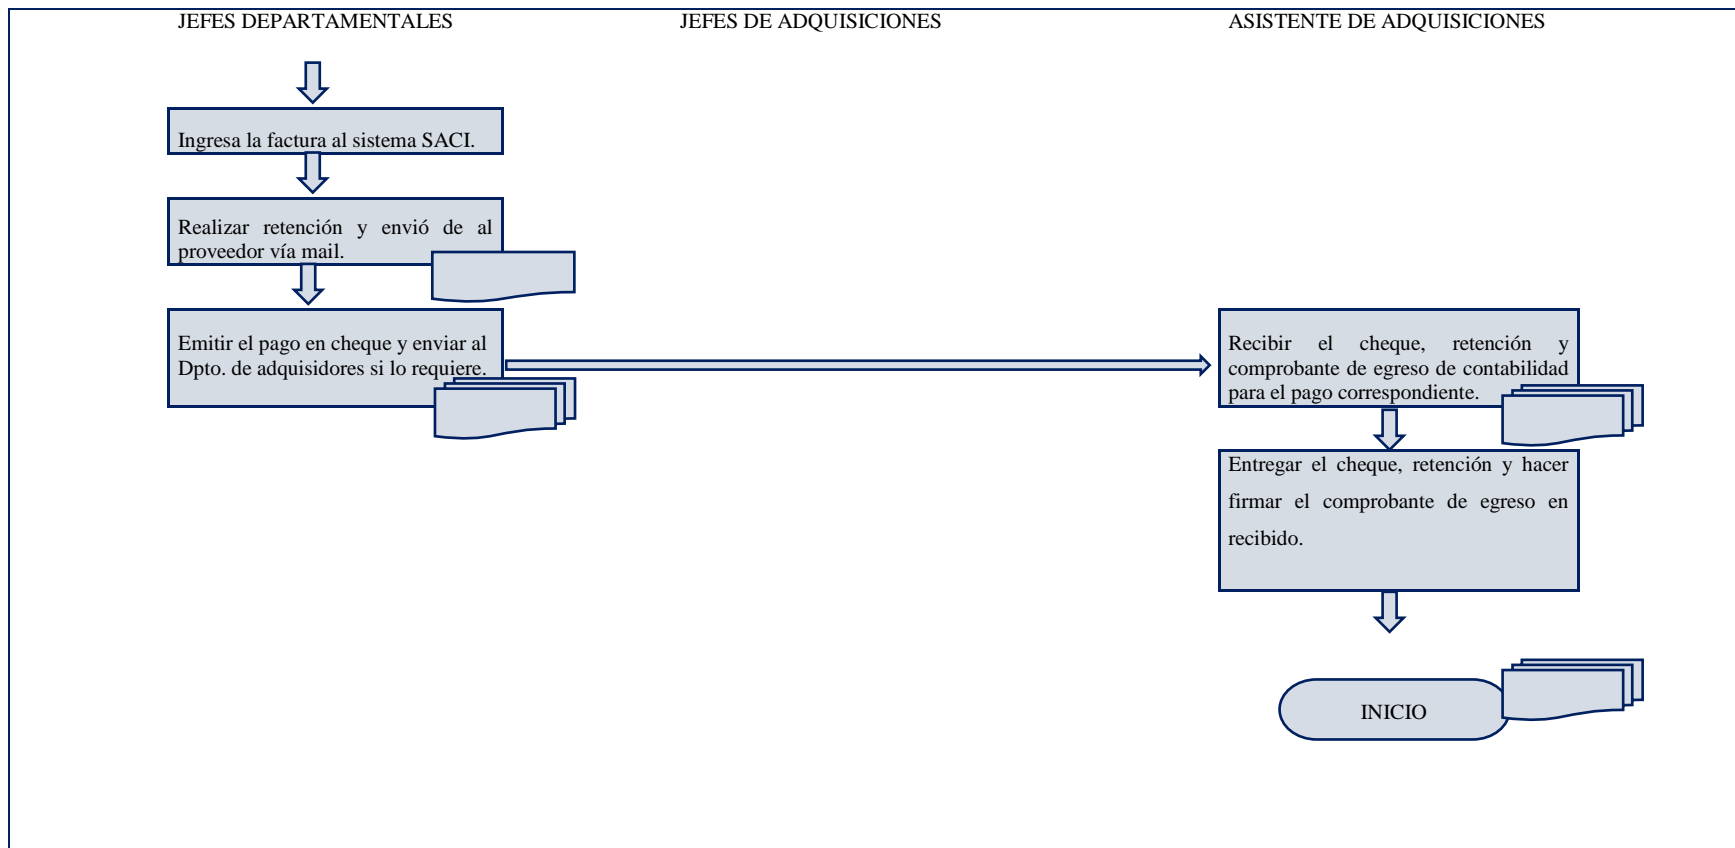 JEFES DEPARTAMENTALES
JEFES DE ADQUISICIONES
ASISTENTE DE ADQUISICIONES
Ingresa la factura al sistema SACI.
Realizar retención y envió de al
proveedor vía mail.
Emitir el pago en cheque y enviar al
Dpto. de adquisidores si lo requiere.
Recibir el cheque, retención y
comprobante de egreso de contabilidad
para el pago correspondiente.
Entregar el cheque, retención y hacer
firmar el comprobante de egreso en
recibido.
INICIO